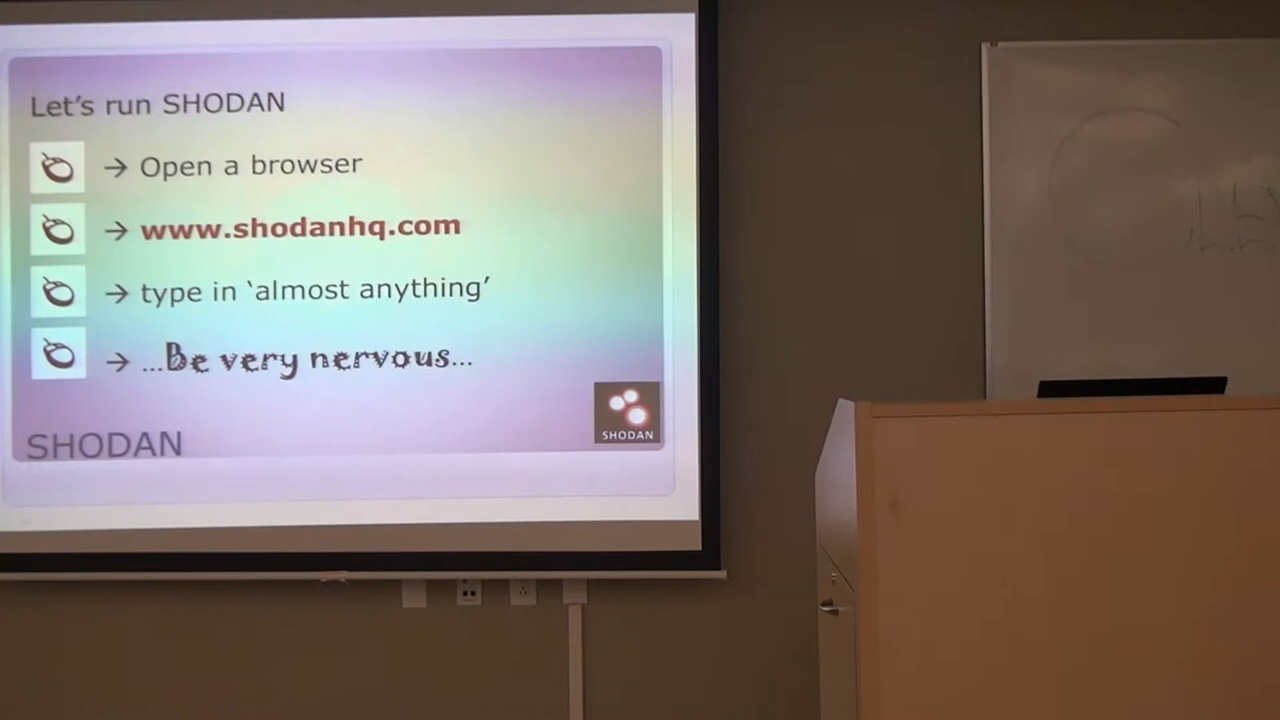 Let's run SHODAN
→ Open a browser
→ www.shodanhq.com
→ type in ‘almost anything’
→ ...Be very nervous...
SHODAN
SHODAN